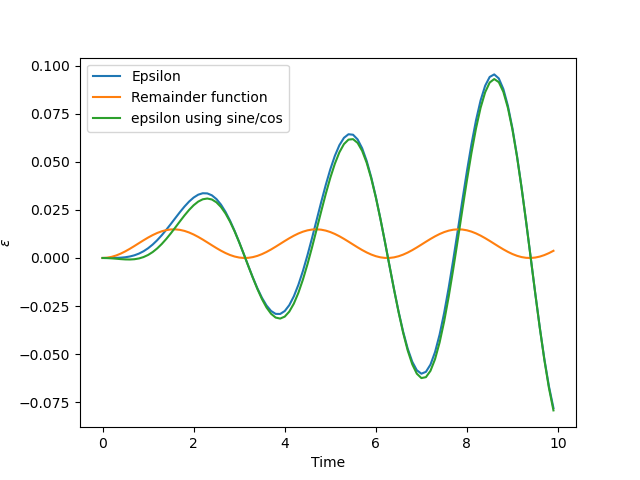 Epsilon
Remainder function
epsilon using sine/cos
0.100
0.075
0.050
0.025
0.000
−0.025
−0.050
−0.075
ε
0 2 4 6 8 10
Time